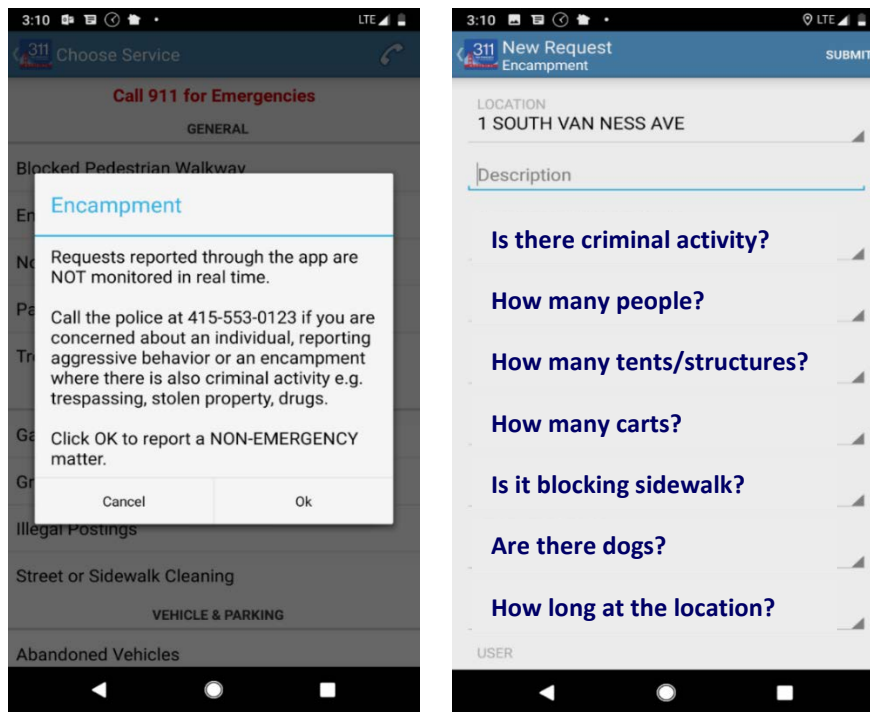 3:10
LTE
311 Choose Service
Call 911 for Emergencies
GENERAL
Blocked Pedestrian Walkway
En
Encampment
No
Requests reported through the app are
NOT monitored in real time.
Pa
Call the police at 415-553-0123 if you are
concerned about an individual, reporting
Tr
aggressive behavior or an encampment
where there is also criminal activity e.g.
trespassing, stolen property, drugs.
Ga
Click OK to report a NON-EMERGENCY
matter.
Gr
Cancel
Ok
Illegal Postings
Street or Sidewalk Cleaning
VEHICLE & PARKING
Abandoned Vehicles
3:10
LTE
311 New Request
Encampment
SUBMIT
LOCATION
1 SOUTH VAN NESS AVE
Description
Is there criminal activity?
How many people?
How many tents/structures?
How many carts?
Is it blocking sidewalk?
Are there dogs?
How long at the location?
USER